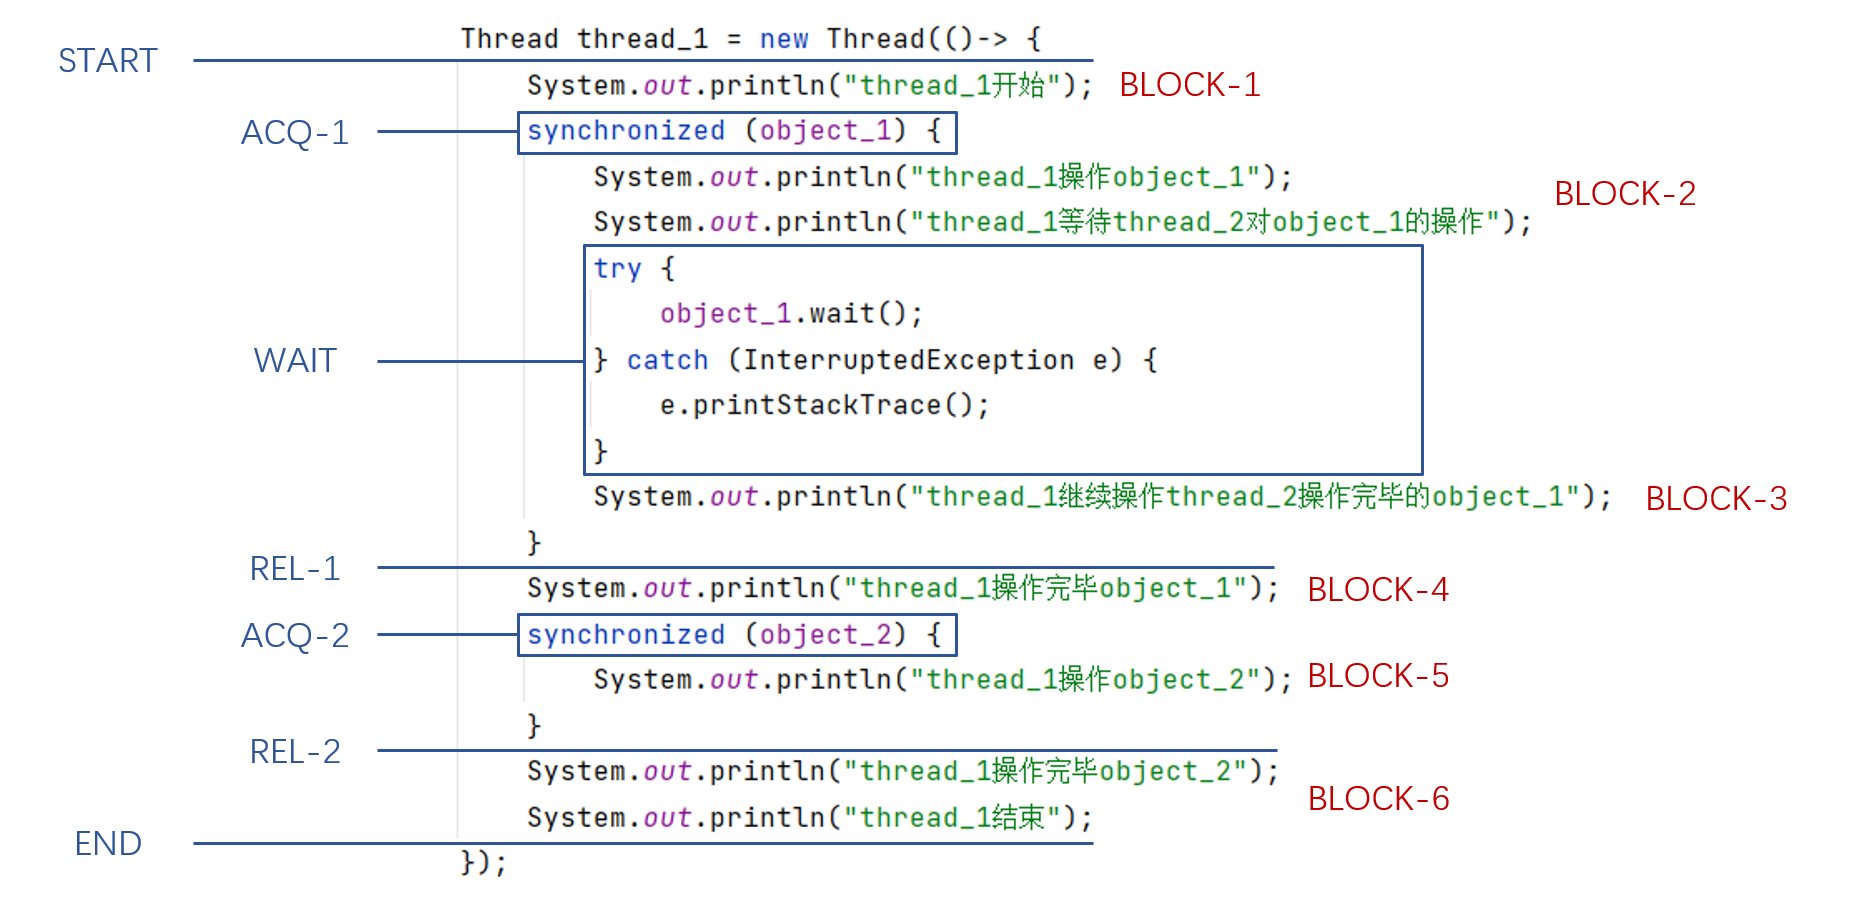 Thread thread_1 = new Thread(()-> {
START
System.out.println("thread_1开始"); BLOCK-1
ACQ-1 synchronized (object_1) {
System.out.println("thread_1操作object_1");
BLOCK-2
System.out.println("thread_1等待thread_2对object_1的操作");
try {
object_1.wait();
WAIT } catch (InterruptedException e) {
e.printStackTrace();
}
System.out.println("thread_1继续操作thread_2操作完毕的object_1"); BLOCK-3
}
REL-1
System.out.println("thread_1操作完毕object_1"); BLOCK-4
ACQ-2 synchronized (object_2) {
System.out.println("thread_1操作object_2"); BLOCK-5
}
REL-2
System.out.println("thread_1操作完毕object_2");
BLOCK-6
System.out.println("thread_1结束");
END
});